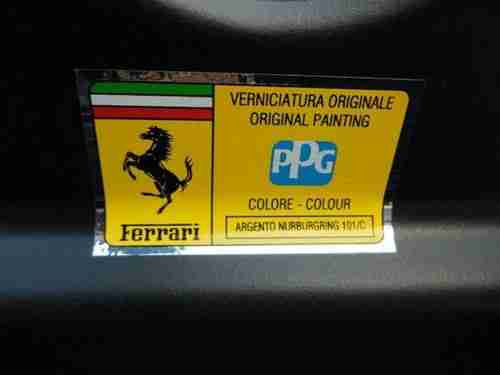 VERNICIATURA ORIGINALE
ORIGINAL PAINTING
PPG
COLORE - COLOUR
ARGENTO NURBURGRING 101/C
Ferrari